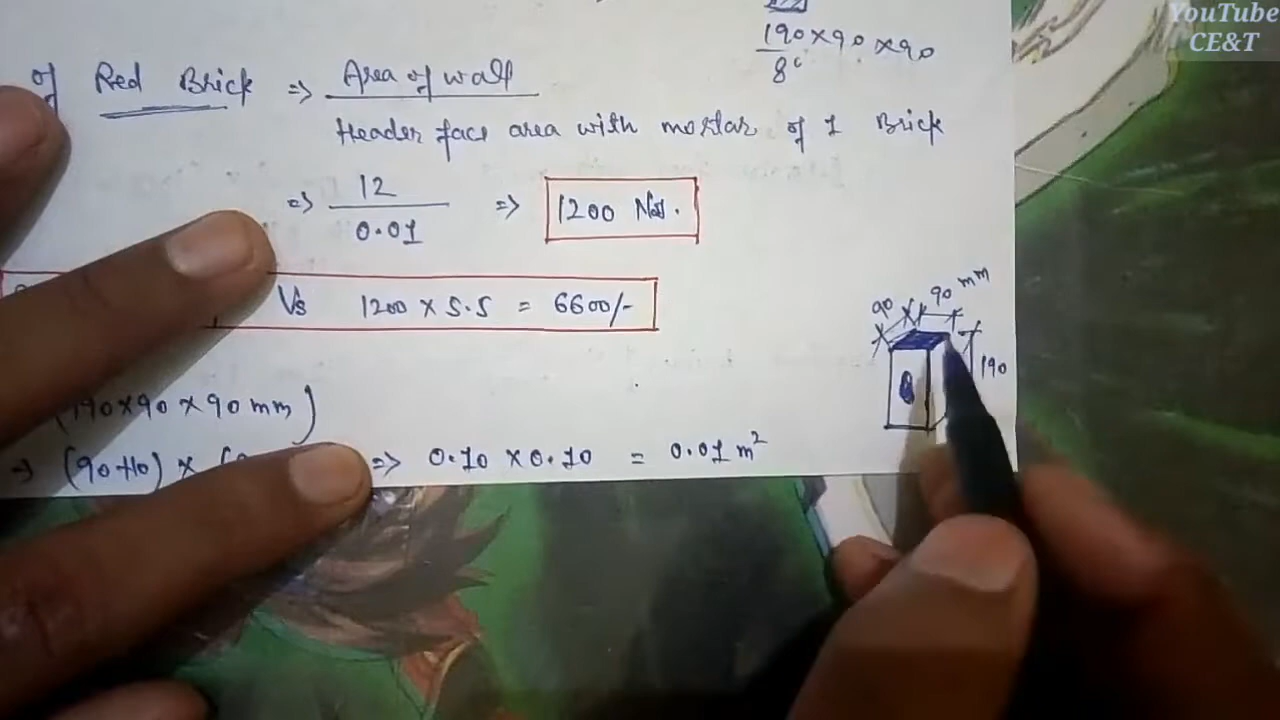 YouTube
CE&T
190×90×90
8
of Red Brick => Area of wall
Header face area with mortar of 1 Brick
=> 12 / 0.01 => 1200 Nos.
Vs 1200 × 5.5 = 6600/-
90 90 mm
190
(190×90×90 mm)
=> (90+10) × => 0.10 × 0.10 = 0.01 m²